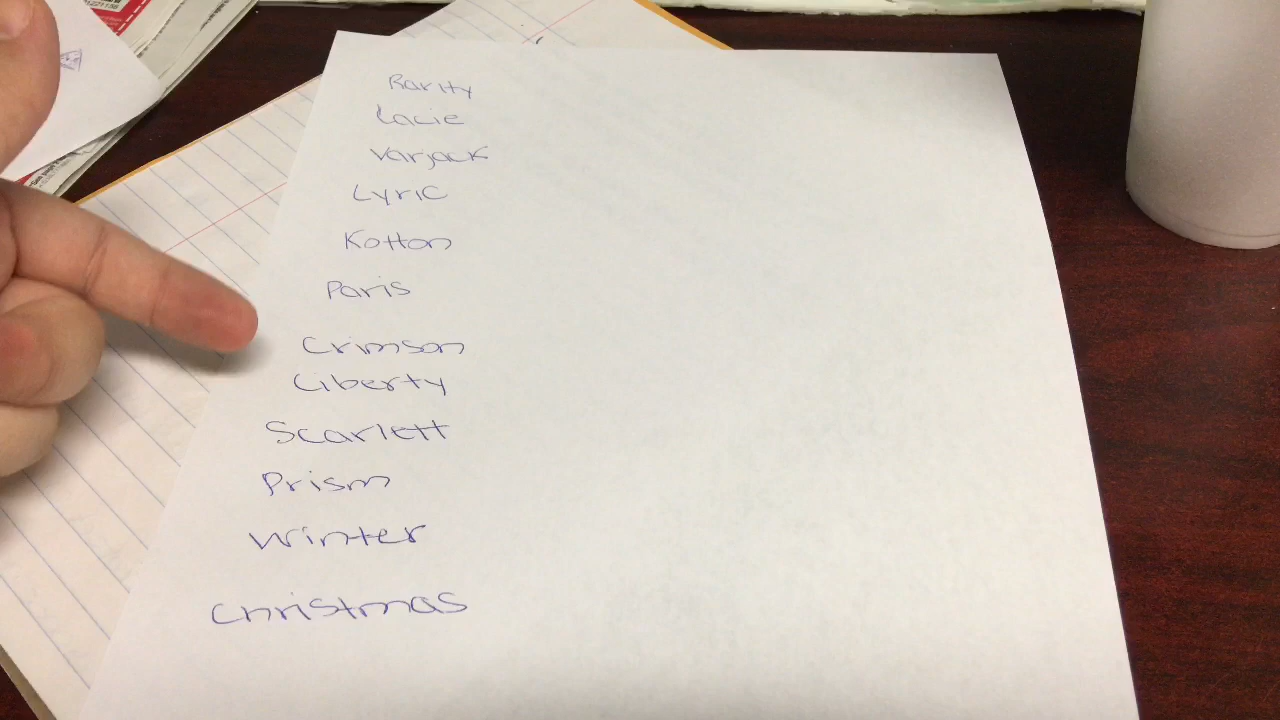 Rarity
Lacie
Varjack
Lyric
Kotton
Paris
Crimson
Liberty
Scarlett
Prism
Winter
Christmas